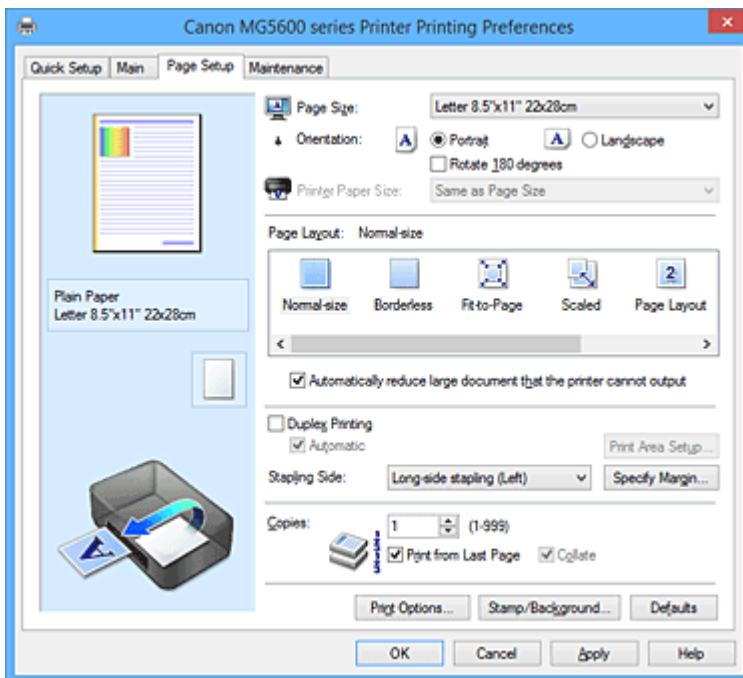 Canon MG5600 series Printer Printing Preferences
Quick Setup Main Page Setup Maintenance
Page Size: Letter 8.5"x11" 22x28cm
Orientation: A Portrait A Landscape
Rotate 180 degrees
Printer Paper Size: Same as Page Size
Page Layout: Normal-size
2
Normal-size Borderless Fit-to-Page Scaled Page Layout
Plain Paper
Letter 8.5"x11" 22x28cm
Automatically reduce large document that the printer cannot output
Duplex Printing
Automatic Print Area Setup...
Stapling Side: Long-side stapling (Left) Specify Margin...
Copies: 1 (1-999)
Print from Last Page Collate
A
Print Options... Stamp/Background... Defaults
OK Cancel Apply Help